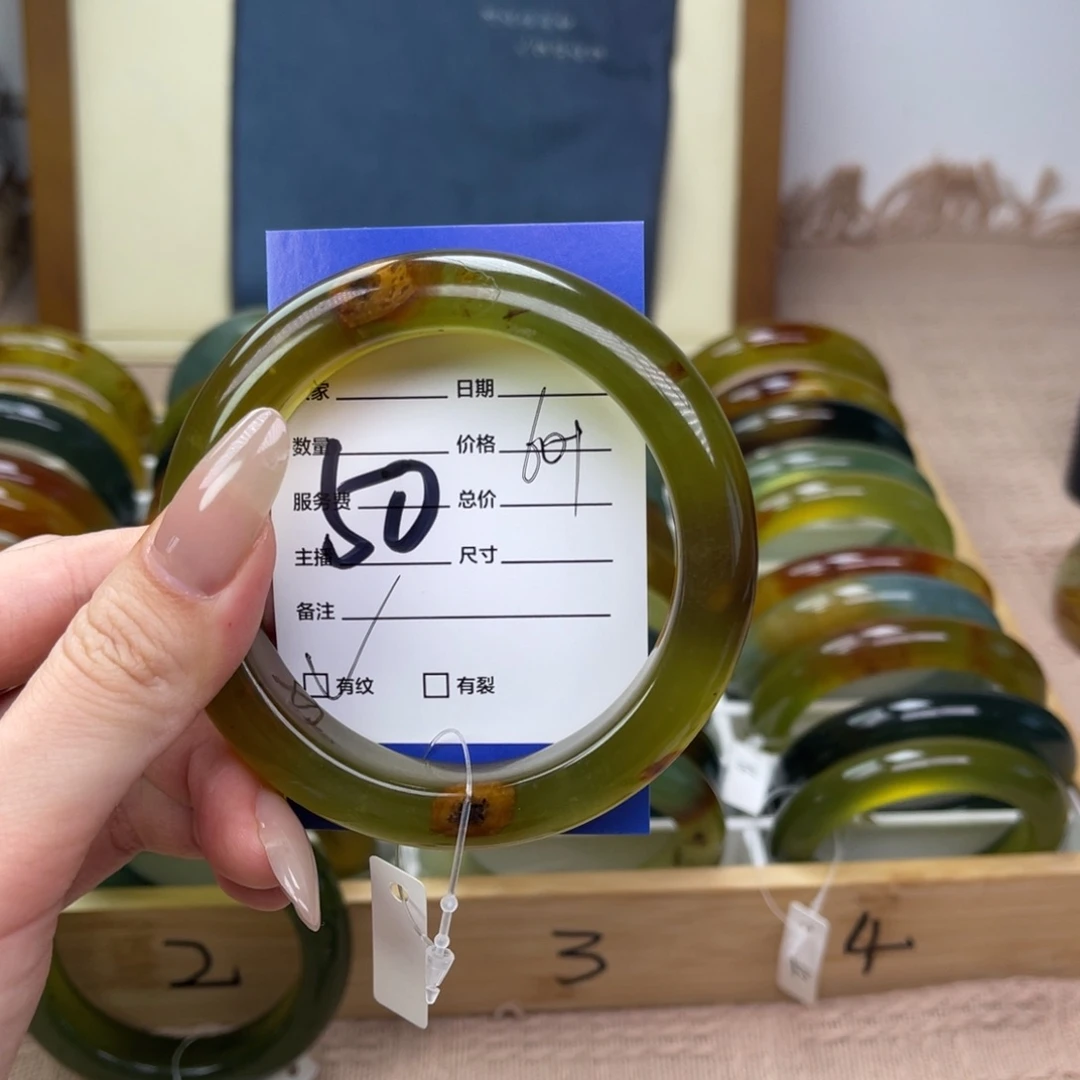 家 日期
数量 价格
服务费 总价
50
主播 尺寸
备注
有纹 有裂
2 3 4